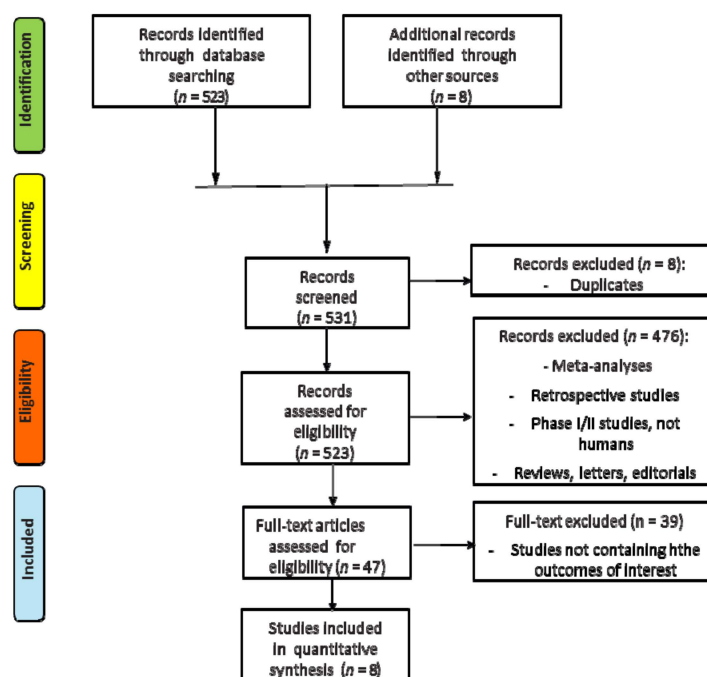 Identification
Records identified
through database
searching
(n = 523)
Additional records
identified through
other sources
(n = 8)
Screening
Records
screened
(n = 531)
Records excluded (n = 8):
- Duplicates
Eligibility
Records
assessed for
eligibility
(n = 523)
Records excluded (n = 476):
- Meta-analyses
- Retrospective studies
- Phase I/II studies, not
humans
- Reviews, letters, editorials
Included
Full-text articles
assessed for
eligibility (n = 47)
Full-text excluded (n = 39)
- Studies not containing hthe
outcomes of interest
Studies included
in quantitative
synthesis (n = 8)